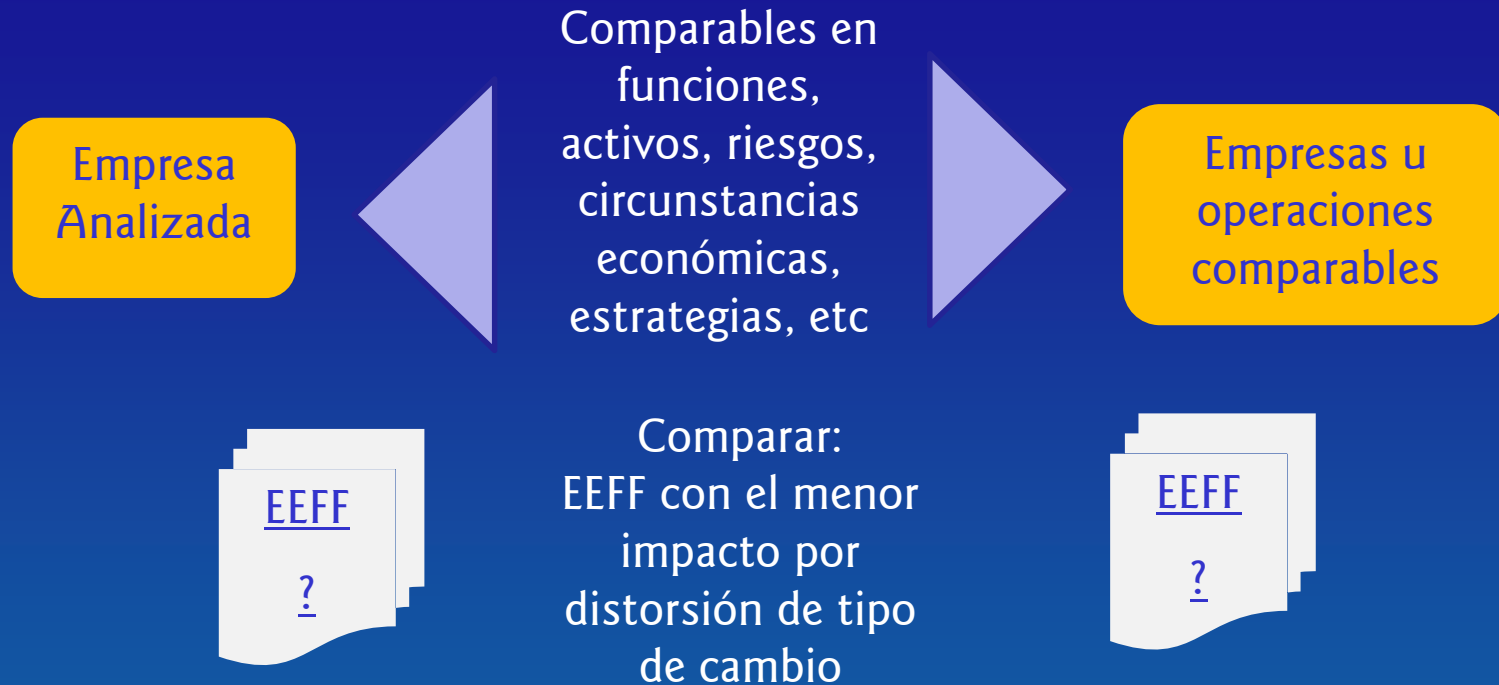 Empresa
Analizada
Comparables en
funciones,
activos, riesgos,
circunstancias
económicas,
estrategias, etc
Empresas u
operaciones
comparables
EEFF
?
Comparar:
EEFF con el menor
impacto por
distorsión de tipo
de cambio
EEFF
?